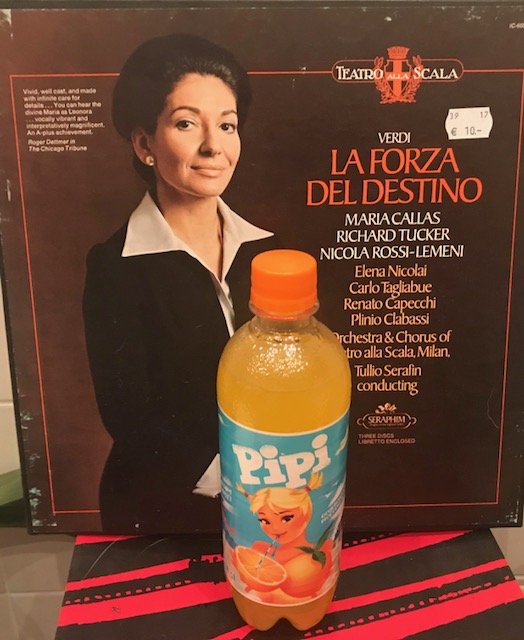 Vivid, well cast, and made
with infinite care for
details . . . You can hear the
divine Maria as Leonora
. . . vocally vibrant and
interpretatively magnificent.
An A-plus achievement.
Roger Dettmer in
The Chicago Tribune
TEATRO ALLA SCALA
39 17
€ 10.-
VERDI
LA FORZA
DEL DESTINO
MARIA CALLAS
RICHARD TUCKER
NICOLA ROSSI-LEMENI
Elena Nicolai
Carlo Tagliabue
Renato Capecchi
Plinio Clabassi
Orchestra & Chorus of
tro alla Scala, Milan,
Tullio Serafin
conducting
SERAPHIM
THREE DISCS
LIBRETTO ENCLOSED
PiPi